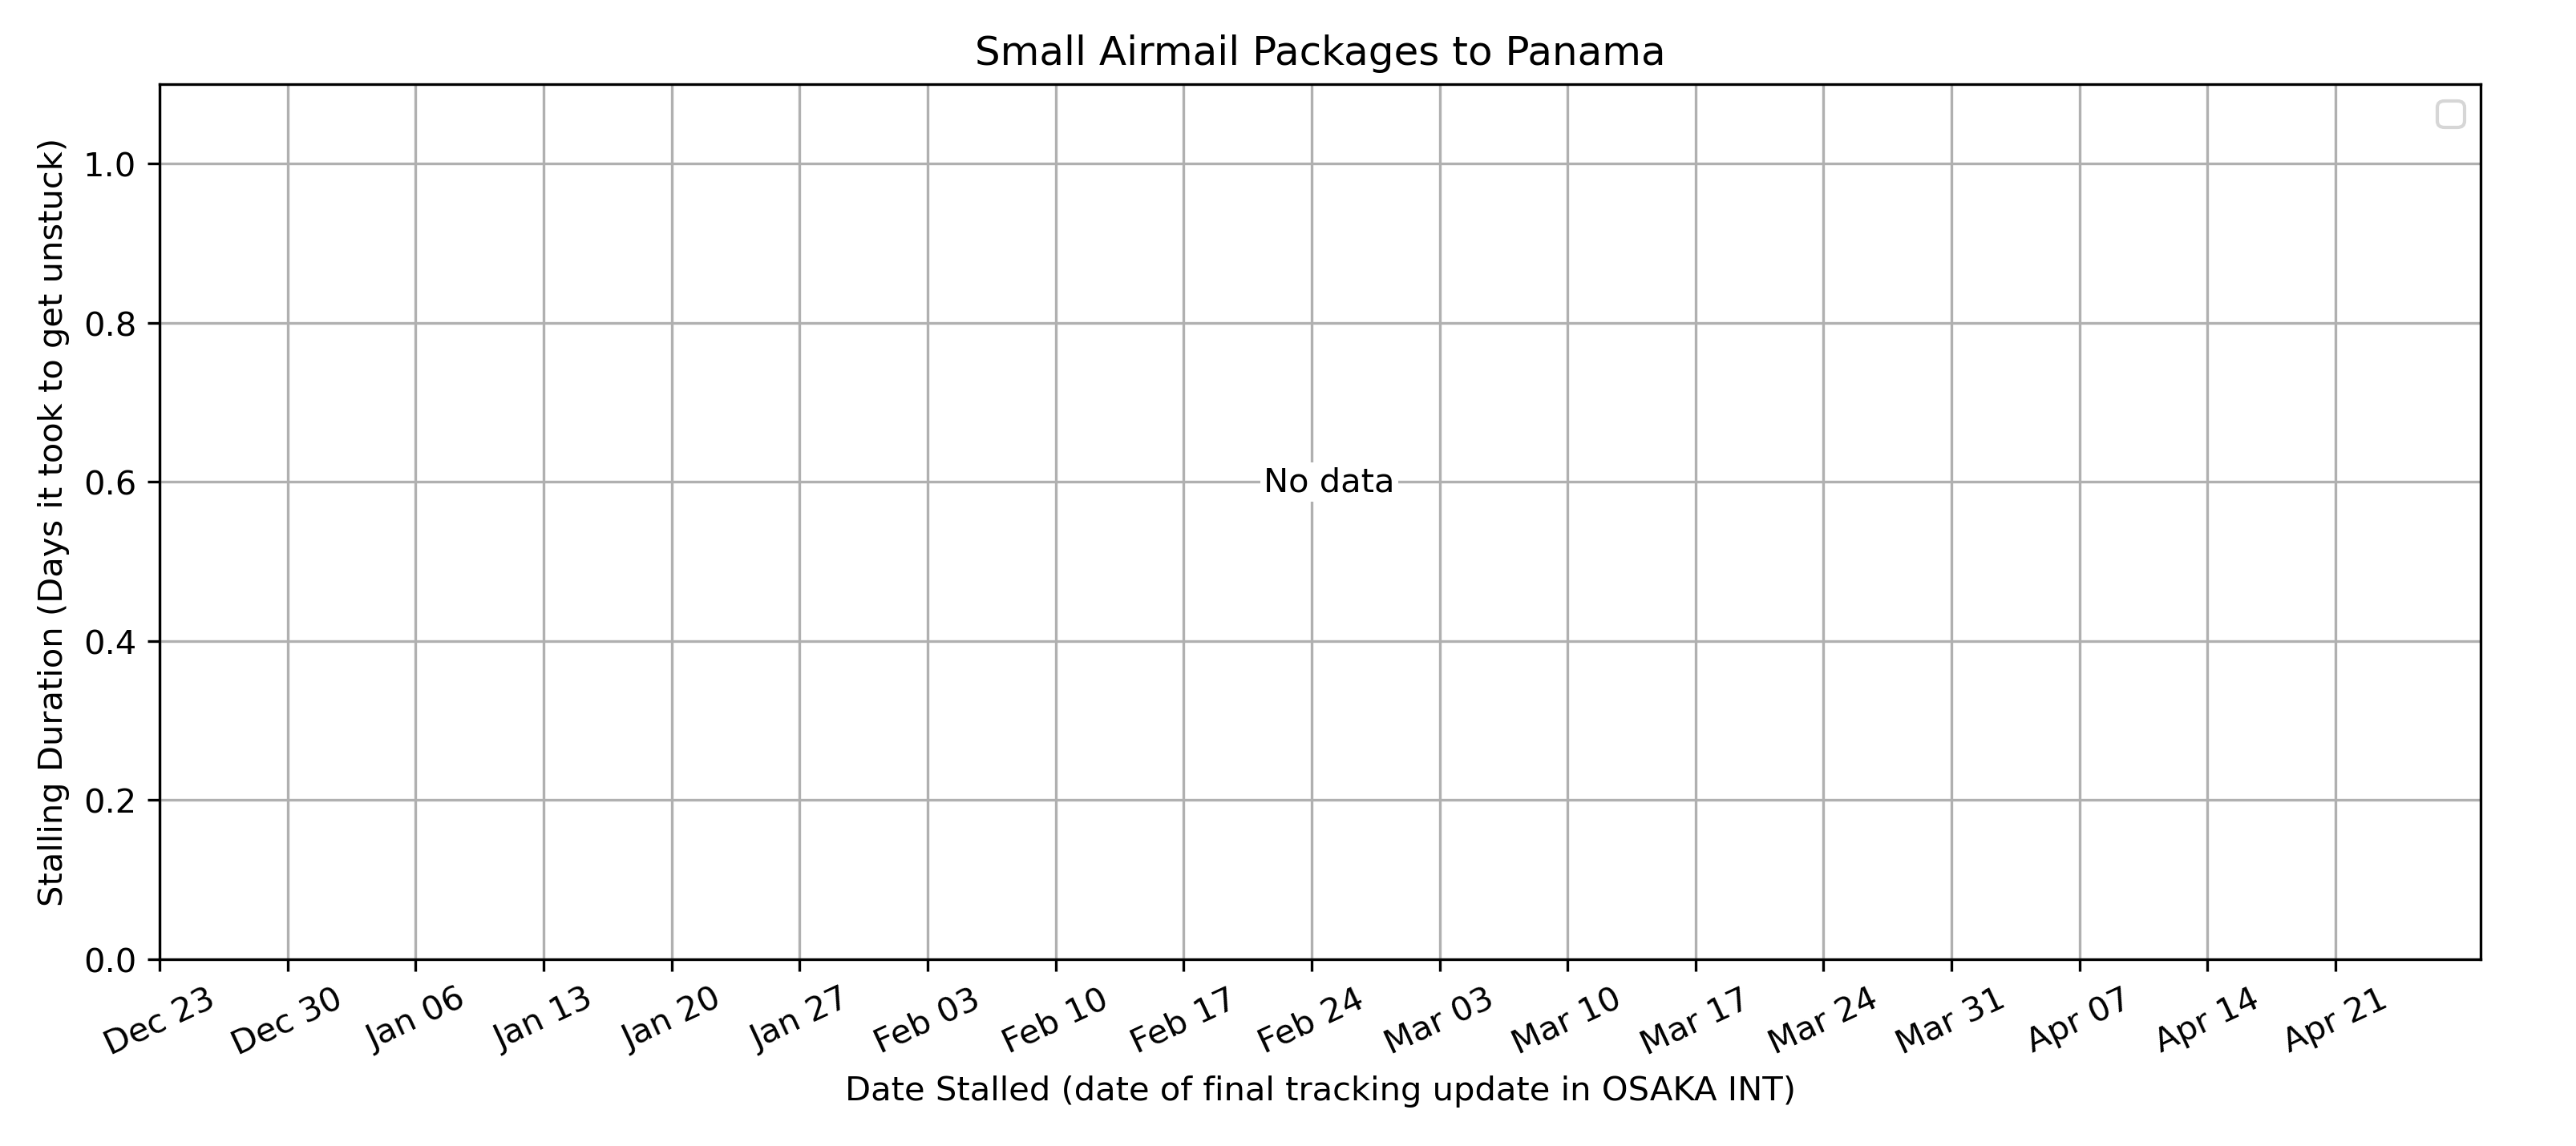 Small Airmail Packages to Panama
Stalling Duration (Days it took to get unstuck)
1.0
0.8
0.6
0.4
0.2
0.0
No data
Dec 23
Dec 30
Jan 06
Jan 13
Jan 20
Jan 27
Feb 03
Feb 10
Feb 17
Feb 24
Mar 03
Mar 10
Mar 17
Mar 24
Mar 31
Apr 07
Apr 14
Apr 21
Date Stalled (date of final tracking update in OSAKA INT)